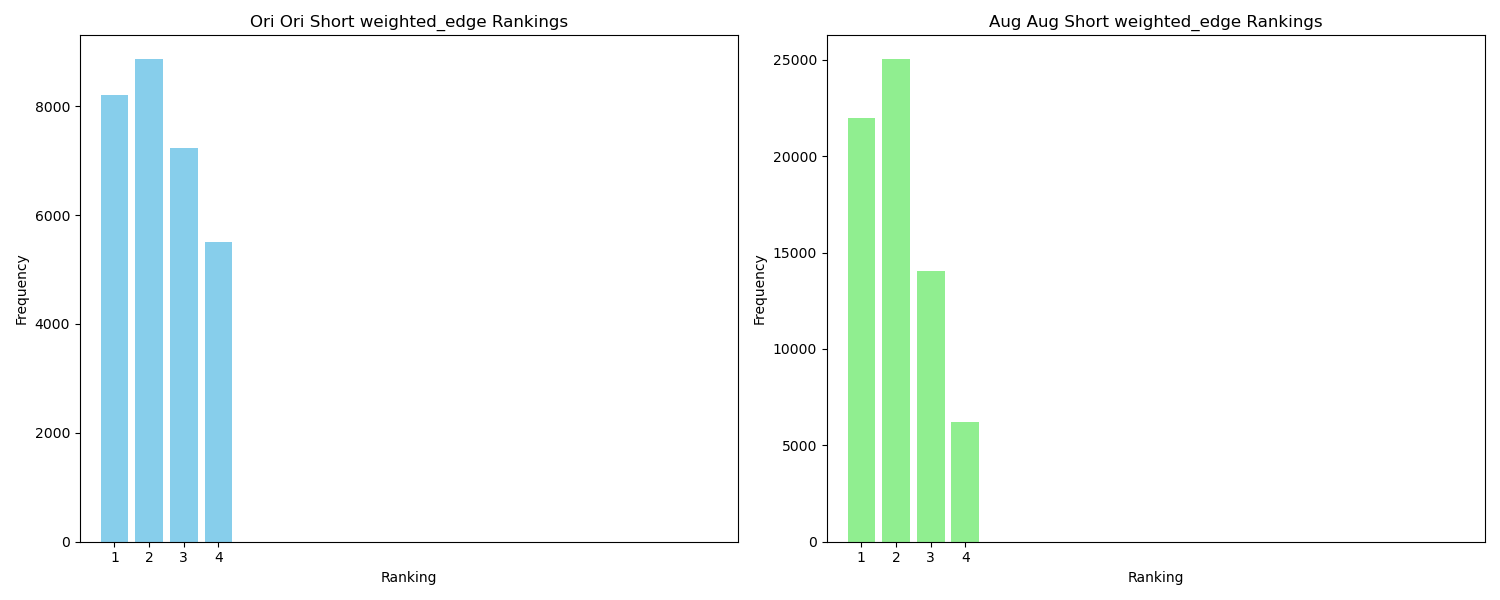 Ori Ori Short weighted_edge Rankings
Frequency
8000
6000
4000
2000
0
1 2 3 4
Ranking
Aug Aug Short weighted_edge Rankings
Frequency
25000
20000
15000
10000
5000
0
1 2 3 4
Ranking